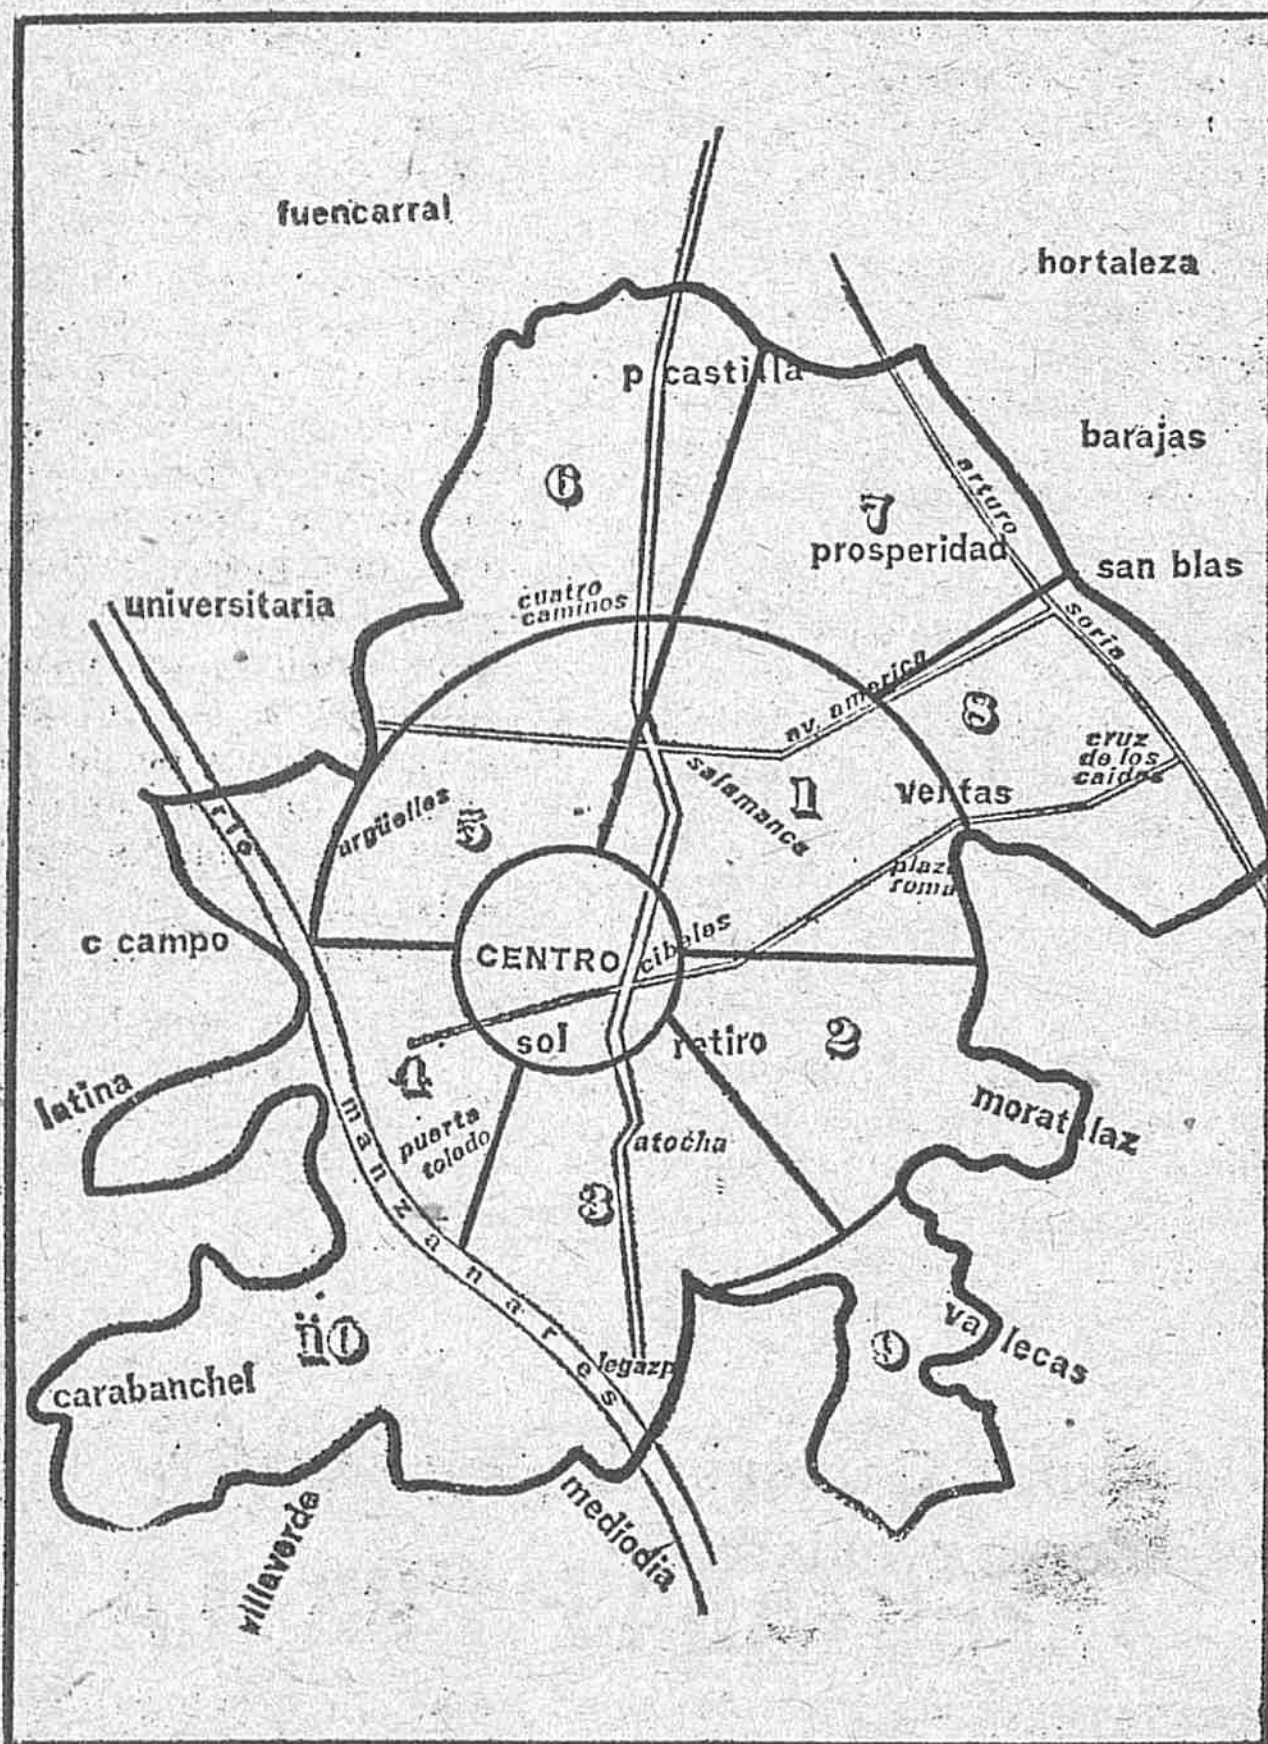 fuencarral
hortaleza
p castilla
barajas
6
7
arturo
prosperidad
san blas
cuatro
caminos
universitaria
soria
av. america
8
cruz
de los
caidos
salamanca
1
ventas
argüelles
5
rio
plaza
roma
c campo
CENTRO
cibeles
sol
retiro
2
4
latina
manzanares
puerta
toledo
atocha
moratalaz
3
vallecas
10
9
legazpi
carabanchel
villaverde
mediodia